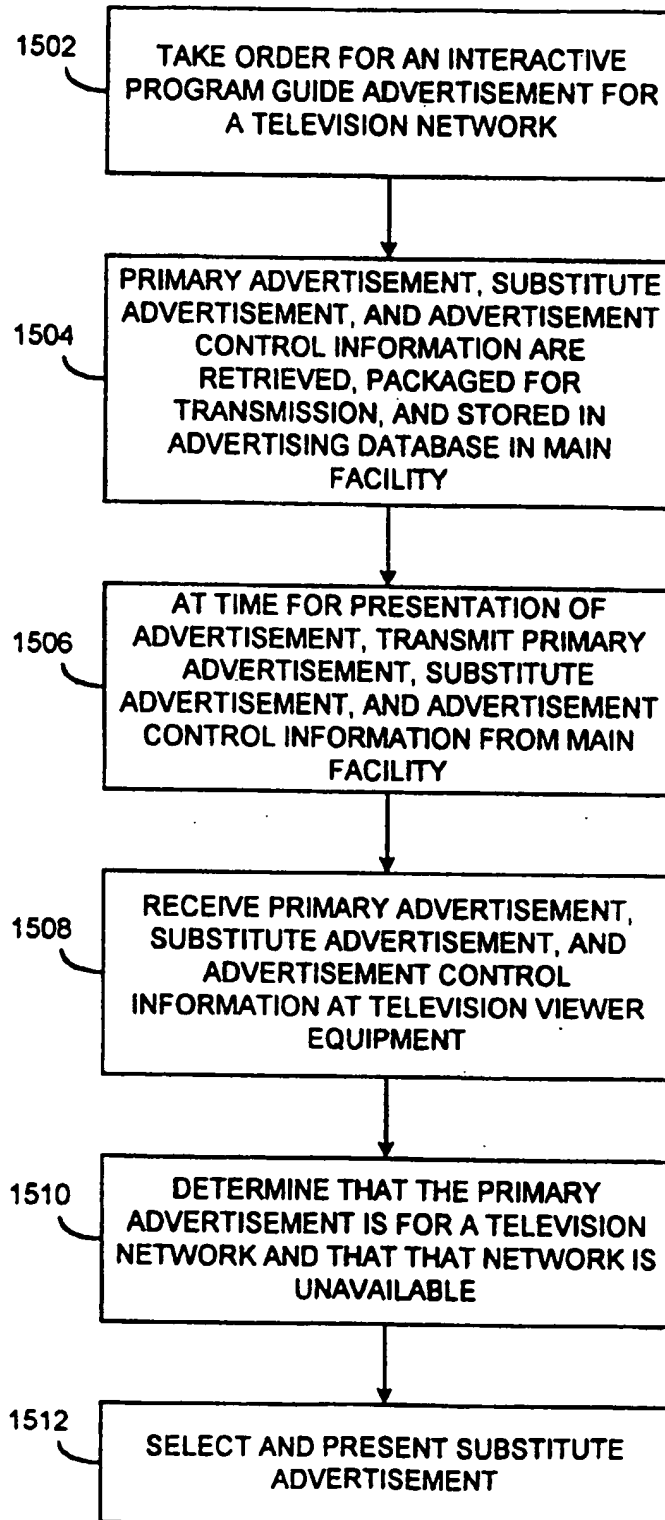 1502
TAKE ORDER FOR AN INTERACTIVE
PROGRAM GUIDE ADVERTISEMENT FOR
A TELEVISION NETWORK
1504
PRIMARY ADVERTISEMENT, SUBSTITUTE
ADVERTISEMENT, AND ADVERTISEMENT
CONTROL INFORMATION ARE
RETRIEVED, PACKAGED FOR
TRANSMISSION, AND STORED IN
ADVERTISING DATABASE IN MAIN
FACILITY
1506
AT TIME FOR PRESENTATION OF
ADVERTISEMENT, TRANSMIT PRIMARY
ADVERTISEMENT, SUBSTITUTE
ADVERTISEMENT, AND ADVERTISEMENT
CONTROL INFORMATION FROM MAIN
FACILITY
1508
RECEIVE PRIMARY ADVERTISEMENT,
SUBSTITUTE ADVERTISEMENT, AND
ADVERTISEMENT CONTROL
INFORMATION AT TELEVISION VIEWER
EQUIPMENT
1510
DETERMINE THAT THE PRIMARY
ADVERTISEMENT IS FOR A TELEVISION
NETWORK AND THAT THAT NETWORK IS
UNAVAILABLE
1512
SELECT AND PRESENT SUBSTITUTE
ADVERTISEMENT